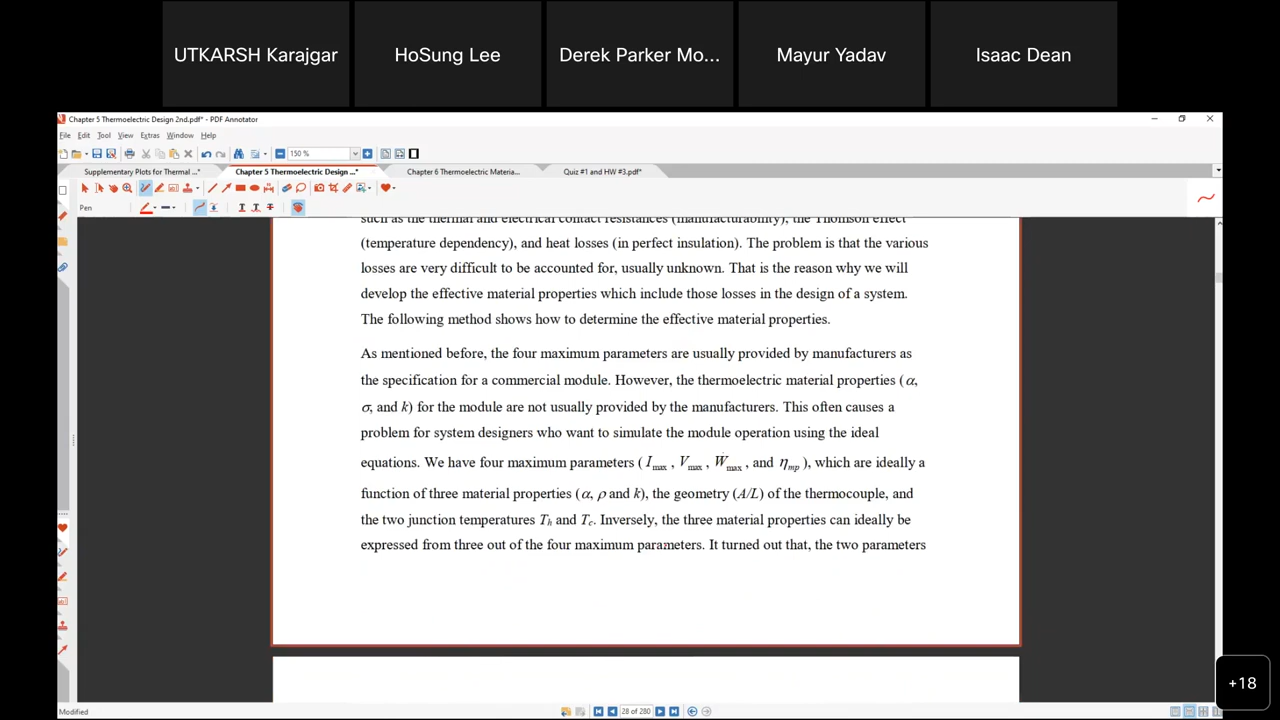 UTKARSH Karajgar
HoSung Lee
Derek Parker Mo...
Mayur Yadav
Isaac Dean
Chapter 5 Thermoelectric Design 2nd.pdf* - PDF Annotator
File Edit Tool View Extras Window Help
150 %
Supplementary Plots for Thermal ...*
Chapter 5 Thermoelectric Design ...*
Chapter 6 Thermoelectric Materia...
Quiz #1 and HW #3.pdf*
Pen
such as the thermal and electrical contact resistances (manufacturability), the Thomson effect
(temperature dependency), and heat losses (in perfect insulation). The problem is that the various
losses are very difficult to be accounted for, usually unknown. That is the reason why we will
develop the effective material properties which include those losses in the design of a system.
The following method shows how to determine the effective material properties.
As mentioned before, the four maximum parameters are usually provided by manufacturers as
the specification for a commercial module. However, the thermoelectric material properties (α,
σ, and k) for the module are not usually provided by the manufacturers. This often causes a
problem for system designers who want to simulate the module operation using the ideal
equations. We have four maximum parameters ( I max , V max , W max , and η mp ), which are ideally a
function of three material properties (α, ρ and k), the geometry (A/L) of the thermocouple, and
the two junction temperatures Th and Tc. Inversely, the three material properties can ideally be
expressed from three out of the four maximum parameters. It turned out that, the two parameters
Modified
28 of 280
+18